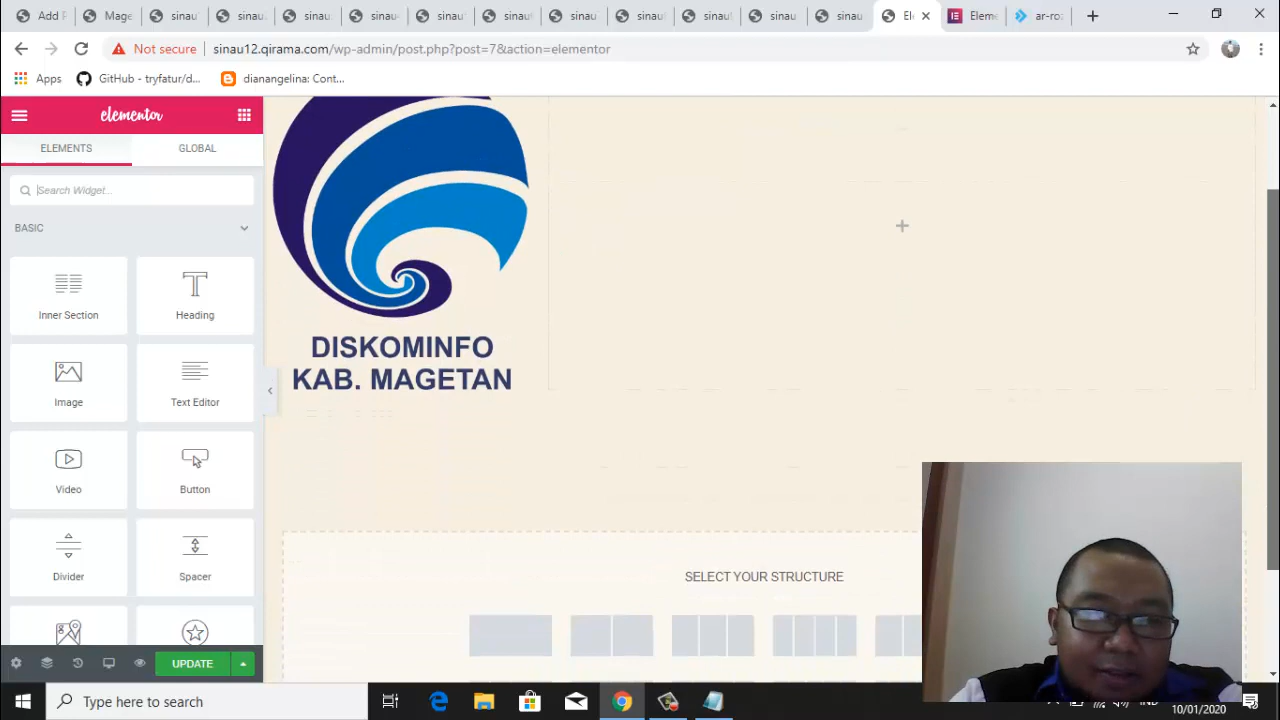 Add P
Mage
sinau
sinau
sinau
sinau
sinau
sinau
sinau
sinau
sinau
sinau
El
Eleme
ar-ro
Not secure
sinau12.qirama.com/wp-admin/post.php?post=7&action=elementor
Apps
GitHub - tryfatur/d...
dianangelina: Cont...
elementor
ELEMENTS
GLOBAL
Search Widget...
BASIC
Inner Section
Heading
Image
Text Editor
Video
Button
Divider
Spacer
UPDATE
DISKOMINFO
KAB. MAGETAN
SELECT YOUR STRUCTURE
Type here to search
10/01/2020